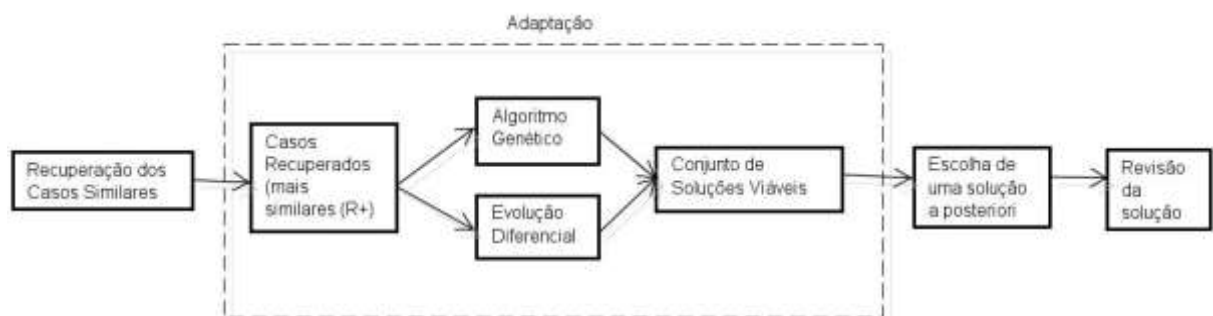 Adaptação
Recuperação dos
Casos Similares
Casos
Recuperados
(mais
similares (R+)
Algoritmo
Genético
Evolução
Diferencial
Conjunto de
Soluções Viáveis
Escolha de
uma solução
a posteriori
Revisão
da
solução